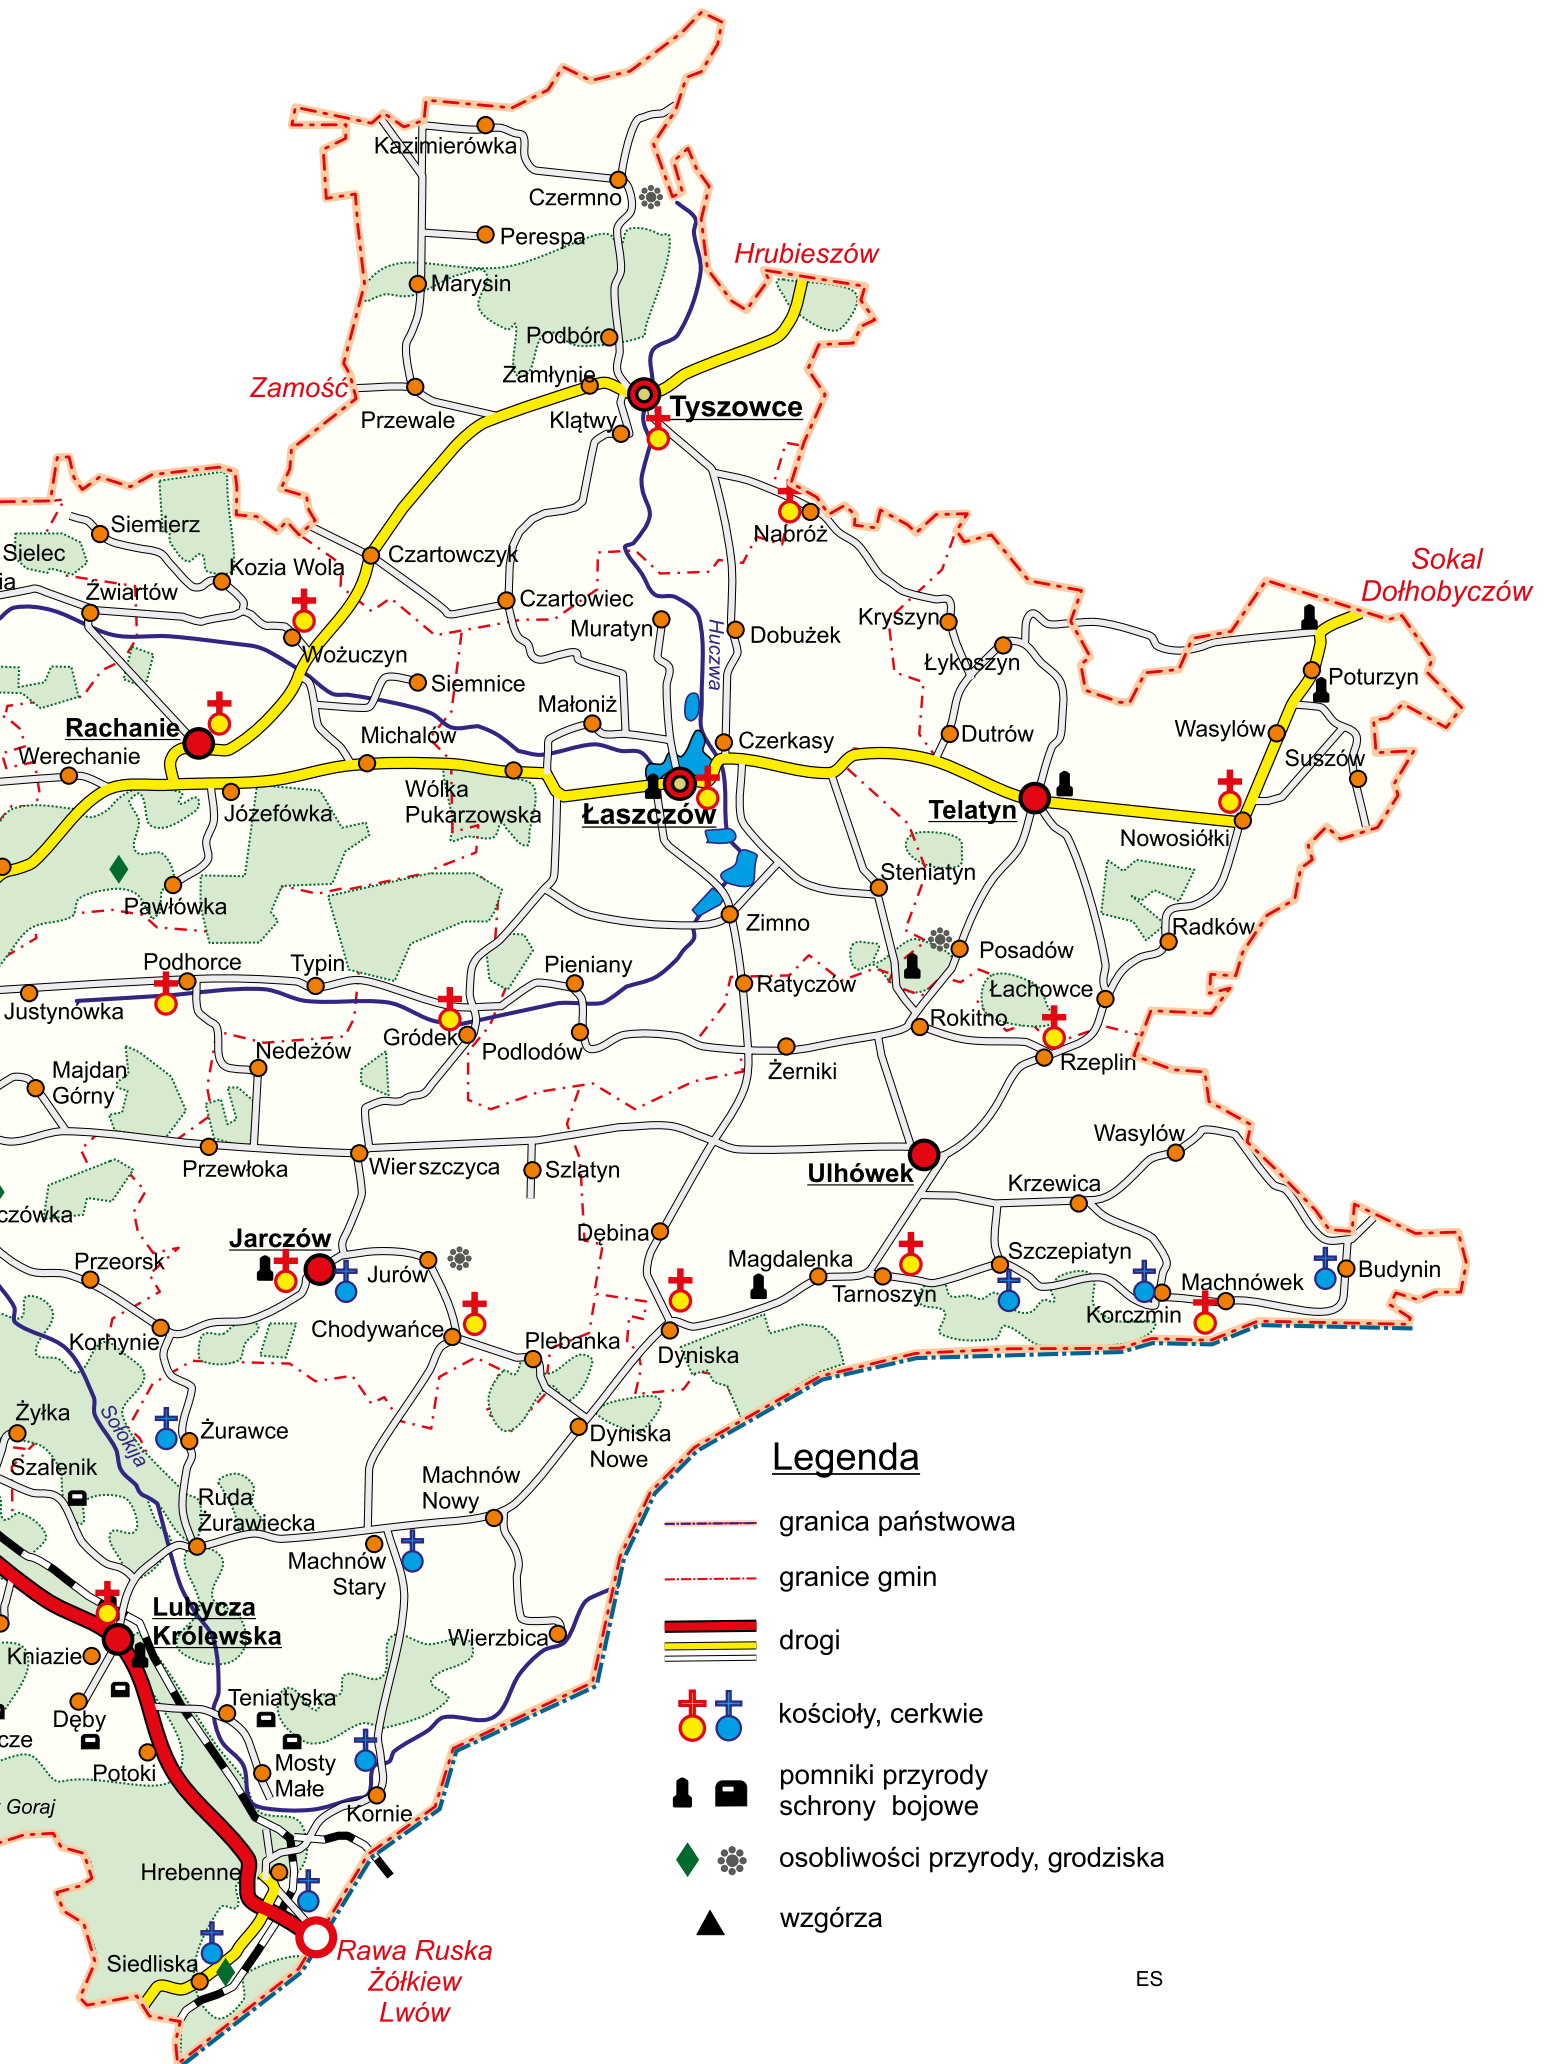 Kazimierówka
Czermno
Perespa
Hrubieszów
Marysin
Podbór
Zamłynie
Zamość
Tyszowce
Przewale
Klątwy
Siemierz
Nabróż
Sielec
Czartowczyk
Kozia Wola
ia
Żwiartów
Sokal
Dołhobyczów
Czartowiec
Muratyn
Huczwa
Dobużek
Kryszyn
Wożuczyn
Łykoszyn
Siemnice
Poturzyn
Małoniż
Rachanie
Michalów
Czerkasy
Dutrów
Wasylów
Werechanie
Suszów
Wólka
Pukarzowska
Józefówka
Łaszczów
Telatyn
Nowosiółki
Steniatyn
Pawłówka
Zimno
Radków
Posadów
Podhorce
Typin
Pieniany
Ratyczów
Łachowce
Justynówka
Rokitno
Gródek
Podlodów
Nedeżów
Żerniki
Rzeplin
Majdan
Górny
Wasylów
Przewłoka
Wierszczyca
Szlatyn
Ulhówek
Krzewica
czówka
Jarczów
Dębina
Przeorsk
Jurów
Magdalenka
Szczepiatyn
Budynin
Tarnoszyn
Machnówek
Korczmin
Kornynie
Chodywańce
Plebanka
Dyniska
Żyłka
Sołokija
Żurawce
Dyniska
Nowe
Legenda
Szalenik
Machnów
Nowy
Ruda
Żurawiecka
granica państwowa
Machnów
Stary
granice gmin
Lubycza
Królewska
Wierzbica
drogi
Kniazie
Teniatyska
Dęby
kościoły, cerkwie
cze
Potoki
Mosty
Małe
pomniki przyrody
schrony bojowe
Goraj
Kornie
osobliwości przyrody, grodziska
Hrebenne
wzgórza
Siedliska
Rawa Ruska
Żółkiew
Lwów
ES